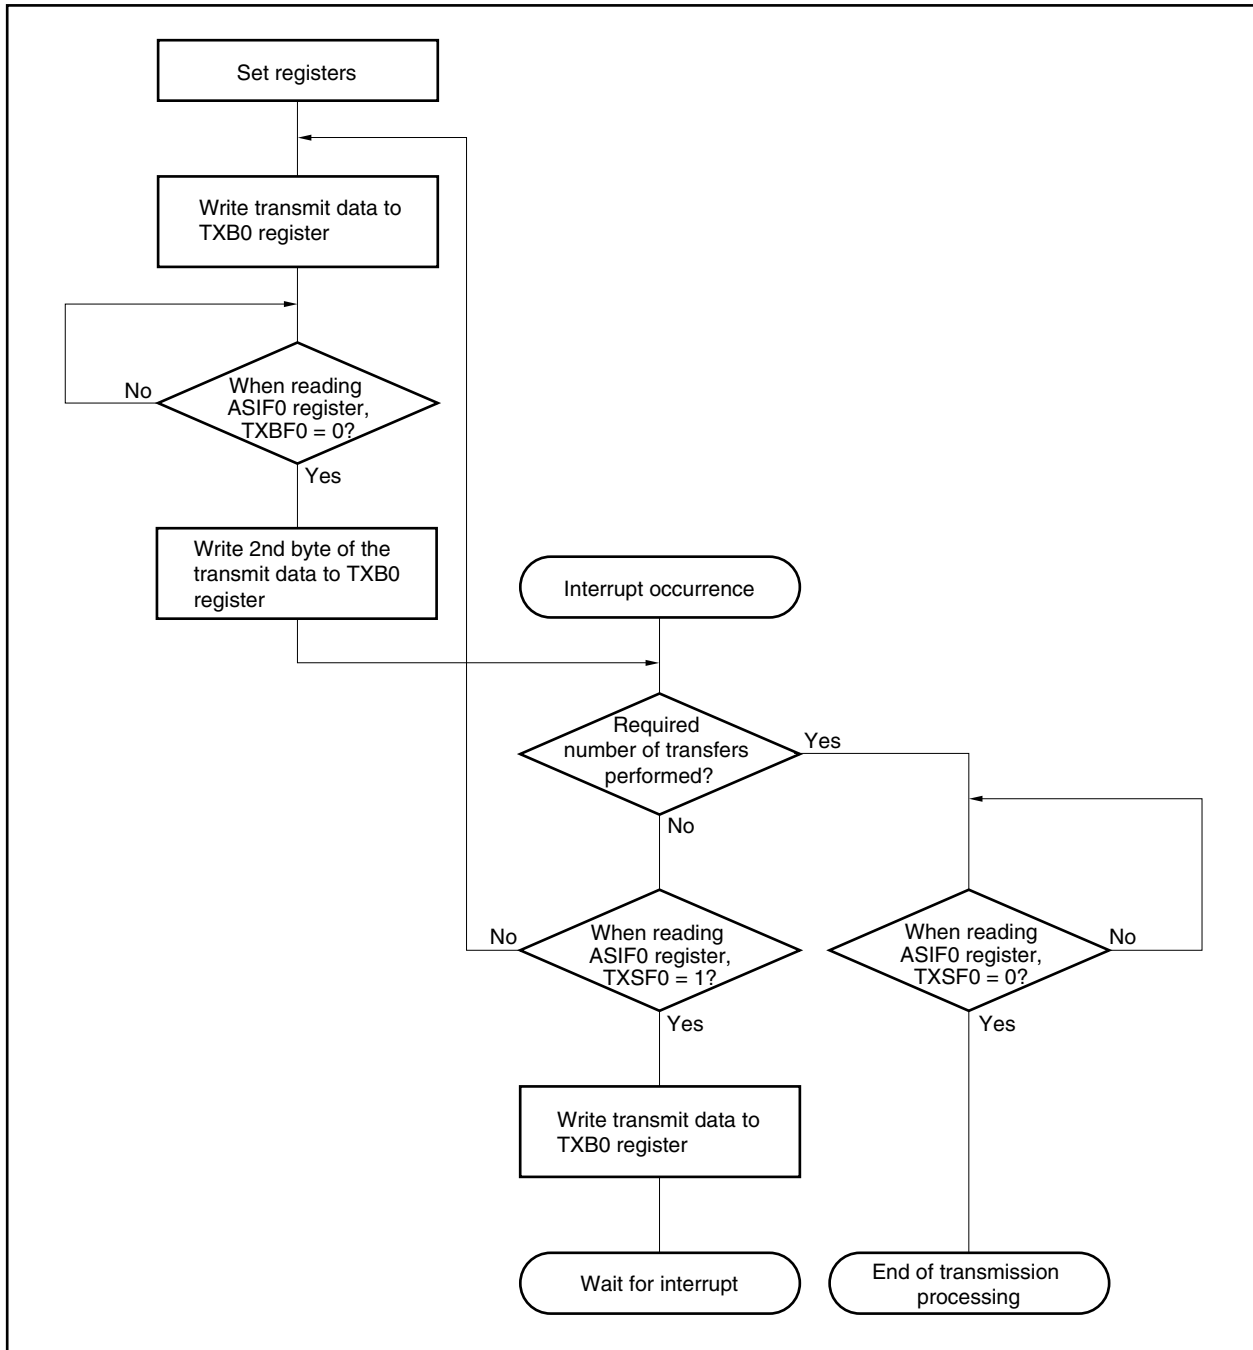 Set registers
Write transmit data to
TXB0 register
No
When reading
ASIF0 register,
TXBF0 = 0?
Yes
Write 2nd byte of the
transmit data to TXB0
register
Interrupt occurrence
Required
number of transfers
performed?
Yes
No
No
When reading
ASIF0 register,
TXSF0 = 1?
Yes
When reading
ASIF0 register,
TXSF0 = 0?
No
Yes
Write transmit data to
TXB0 register
Wait for interrupt
End of transmission
processing